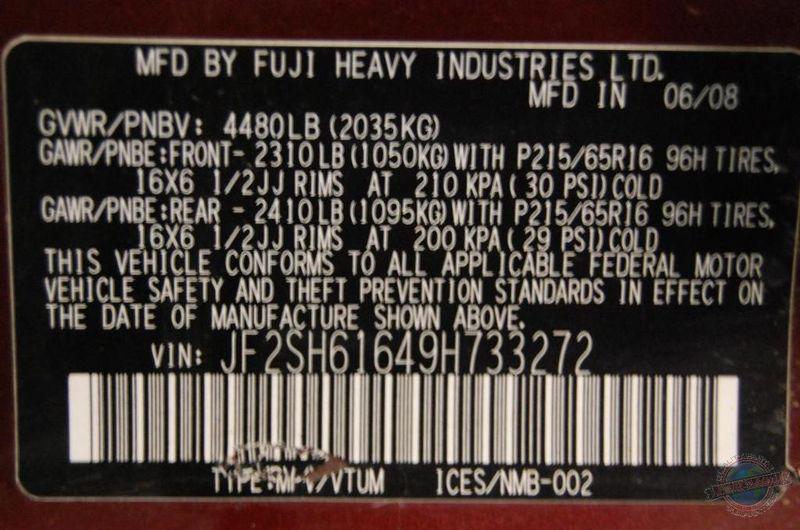 MFD BY FUJI HEAVY INDUSTRIES LTD.
MFD IN 06/08
GVWR/PNBV: 4480LB(2035KG)
GAWR/PNBE:FRONT- 2310LB(1050KG)WITH P215/65R16 96H TIRES,
16X6 1/2JJ RIMS AT 210 KPA( 30 PSI)COLD
GAWR/PNBE:REAR - 2410LB(1095KG)WITH P215/65R16 96H TIRES,
16X6 1/2JJ RIMS AT 200 KPA( 29 PSI)COLD
THIS VEHICLE CONFORMS TO ALL APPLICABLE FEDERAL MOTOR
VEHICLE SAFETY AND THEFT PREVENTION STANDARDS IN EFFECT ON
THE DATE OF MANUFACTURE SHOWN ABOVE.
VIN: JF2SH61649H733272
TYPE: /VTUM ICES/NMB-002